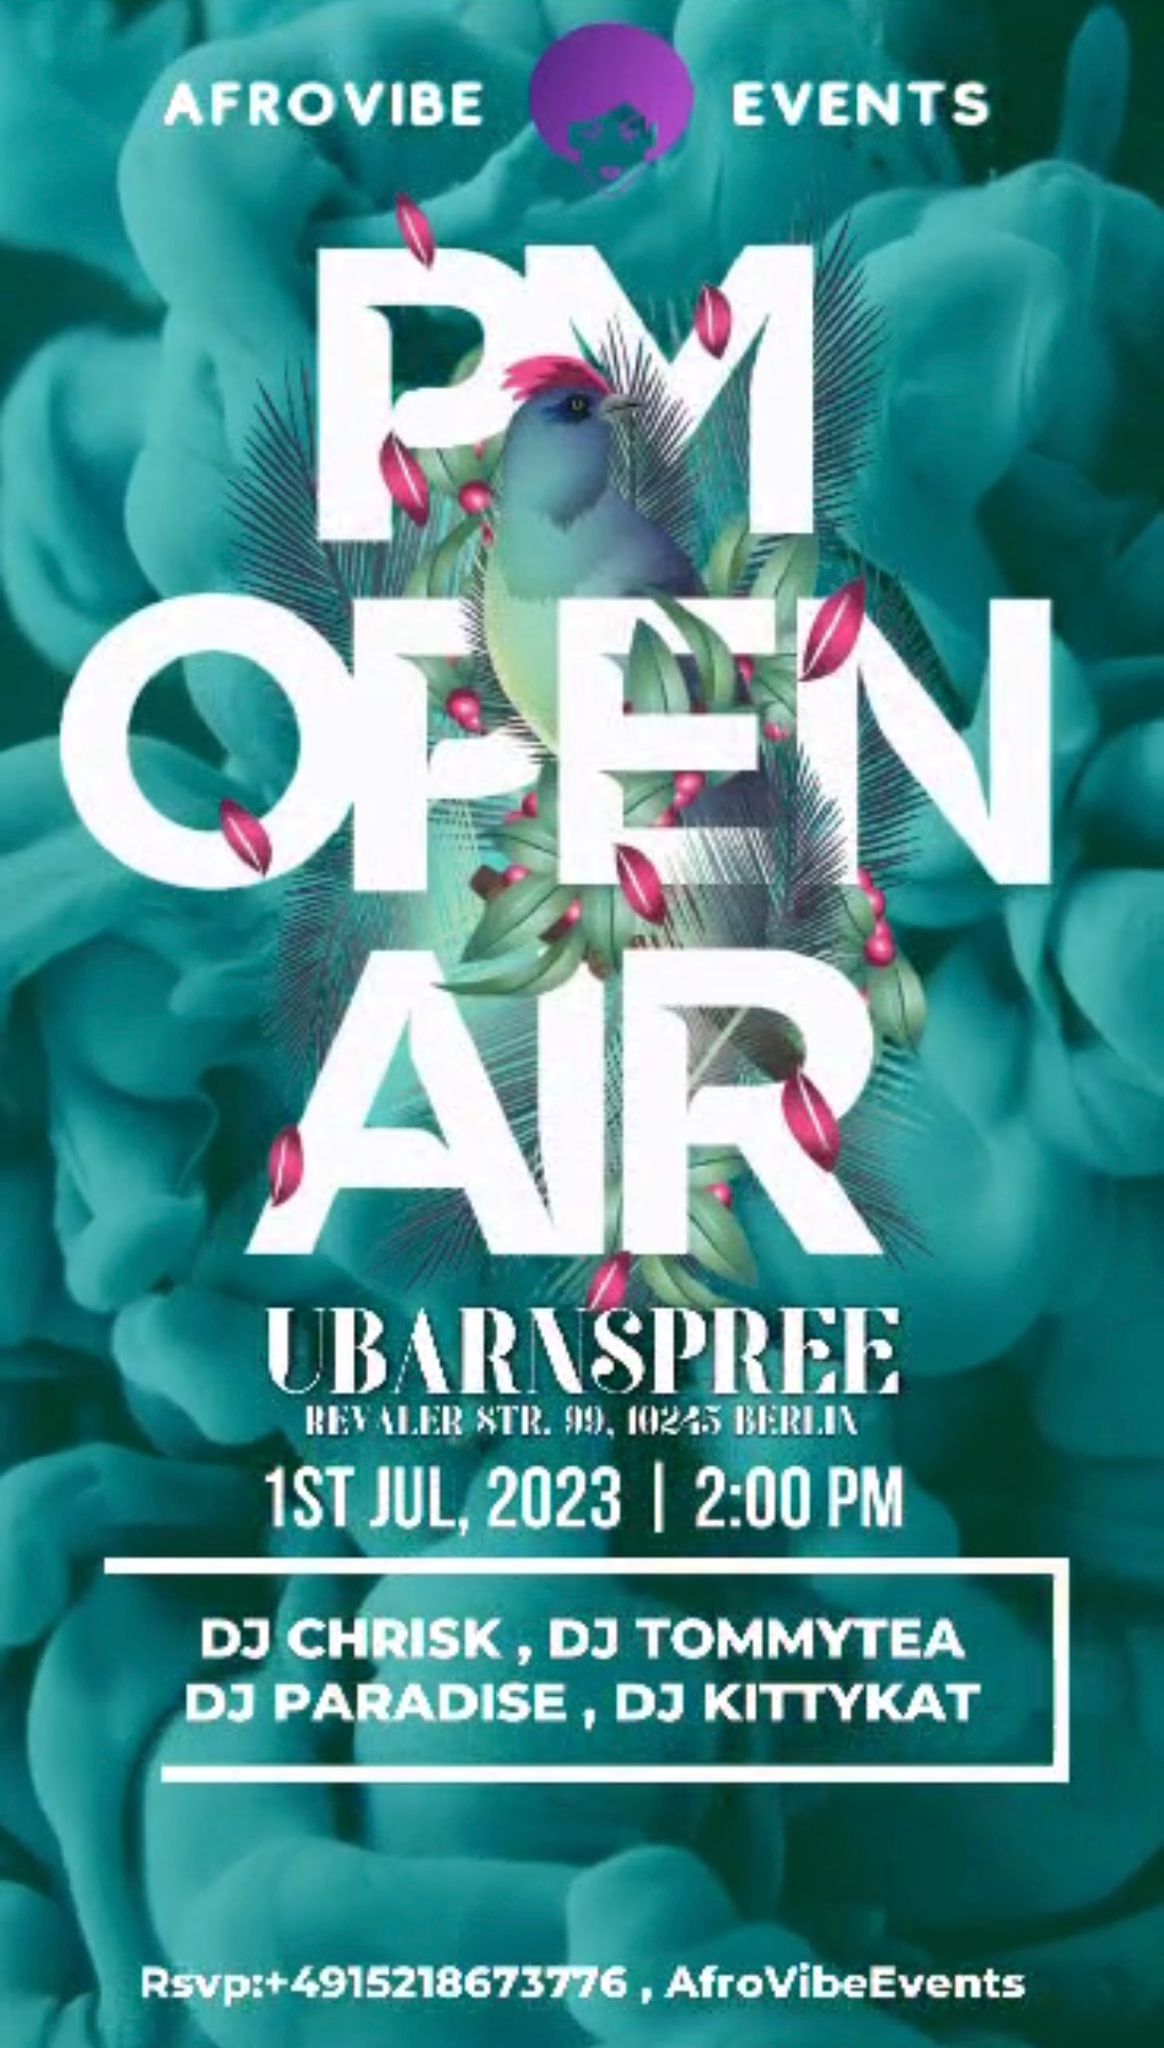 AFROVIBE EVENTS
PM
OPEN
AIR
UBARNSPREE
REVALER STR. 99, 10245 BERLIN
1ST JUL, 2023 | 2:00 PM
DJ CHRISK , DJ TOMMYTEA
DJ PARADISE , DJ KITTYKAT
Rsvp:+4915218673776 , AfroVibeEvents